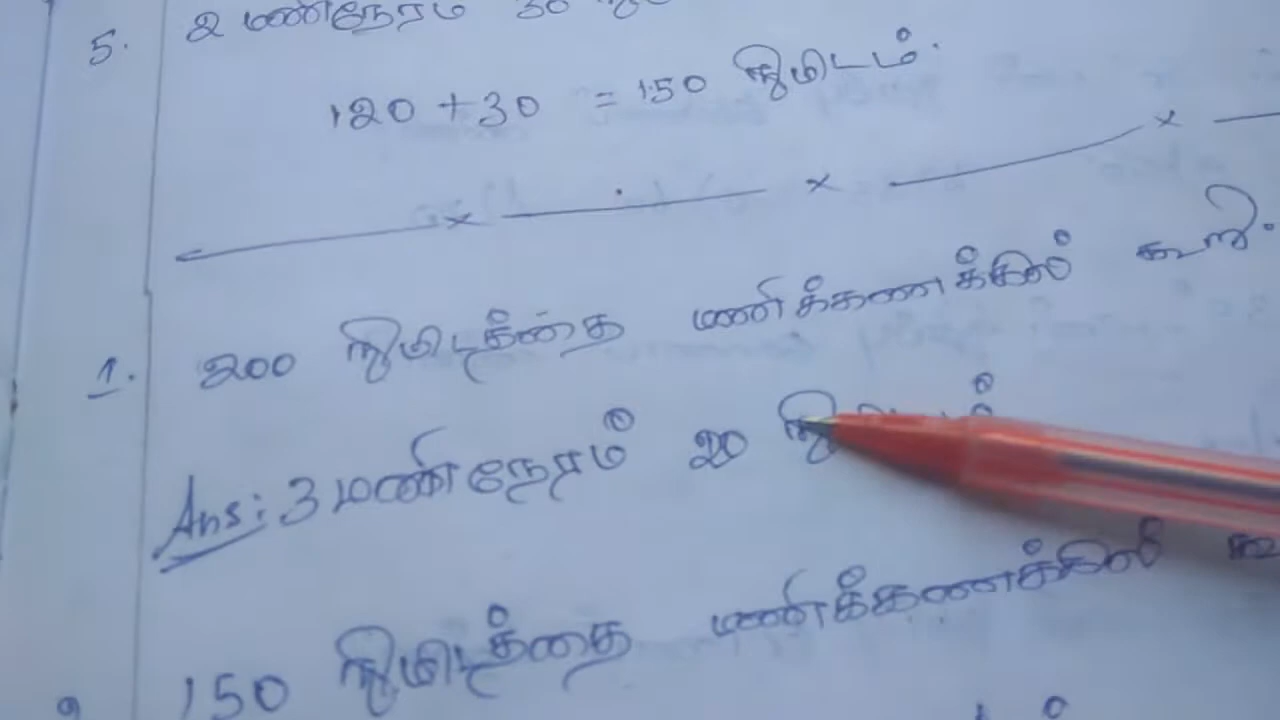 5. 2 மணிநேரம் 30
120 + 30 = 150 நிமிடம்.
1. 200 நிமிடத்தை மணிக்கணக்கில் கூறு.
Ans: 3 மணிநேரம் 20
150 நிமிடத்தை மணிக்கணக்கில்